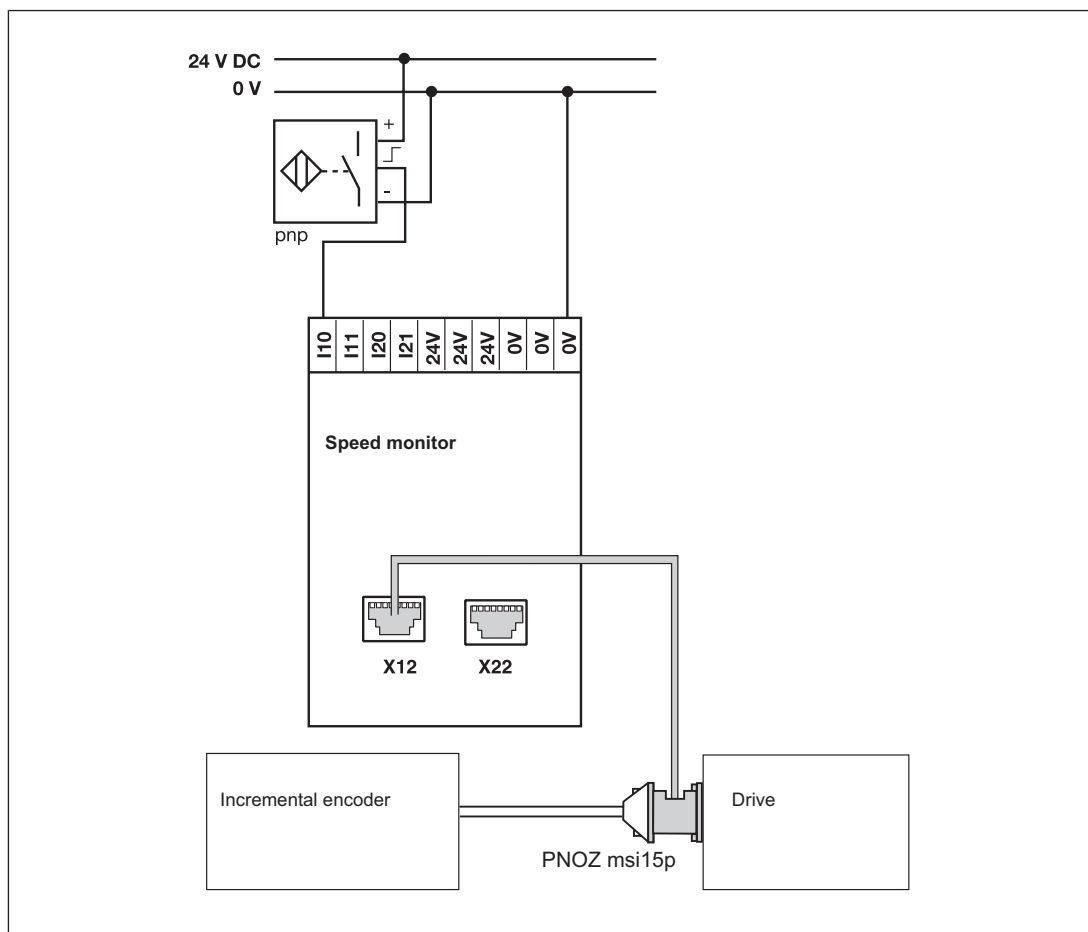 24 V DC
0 V
+
-
pnp
I10 I11 I20 I21 24V 24V 24V 0V 0V 0V
Speed monitor
X12 X22
Incremental encoder
Drive
PNOZ msi15p